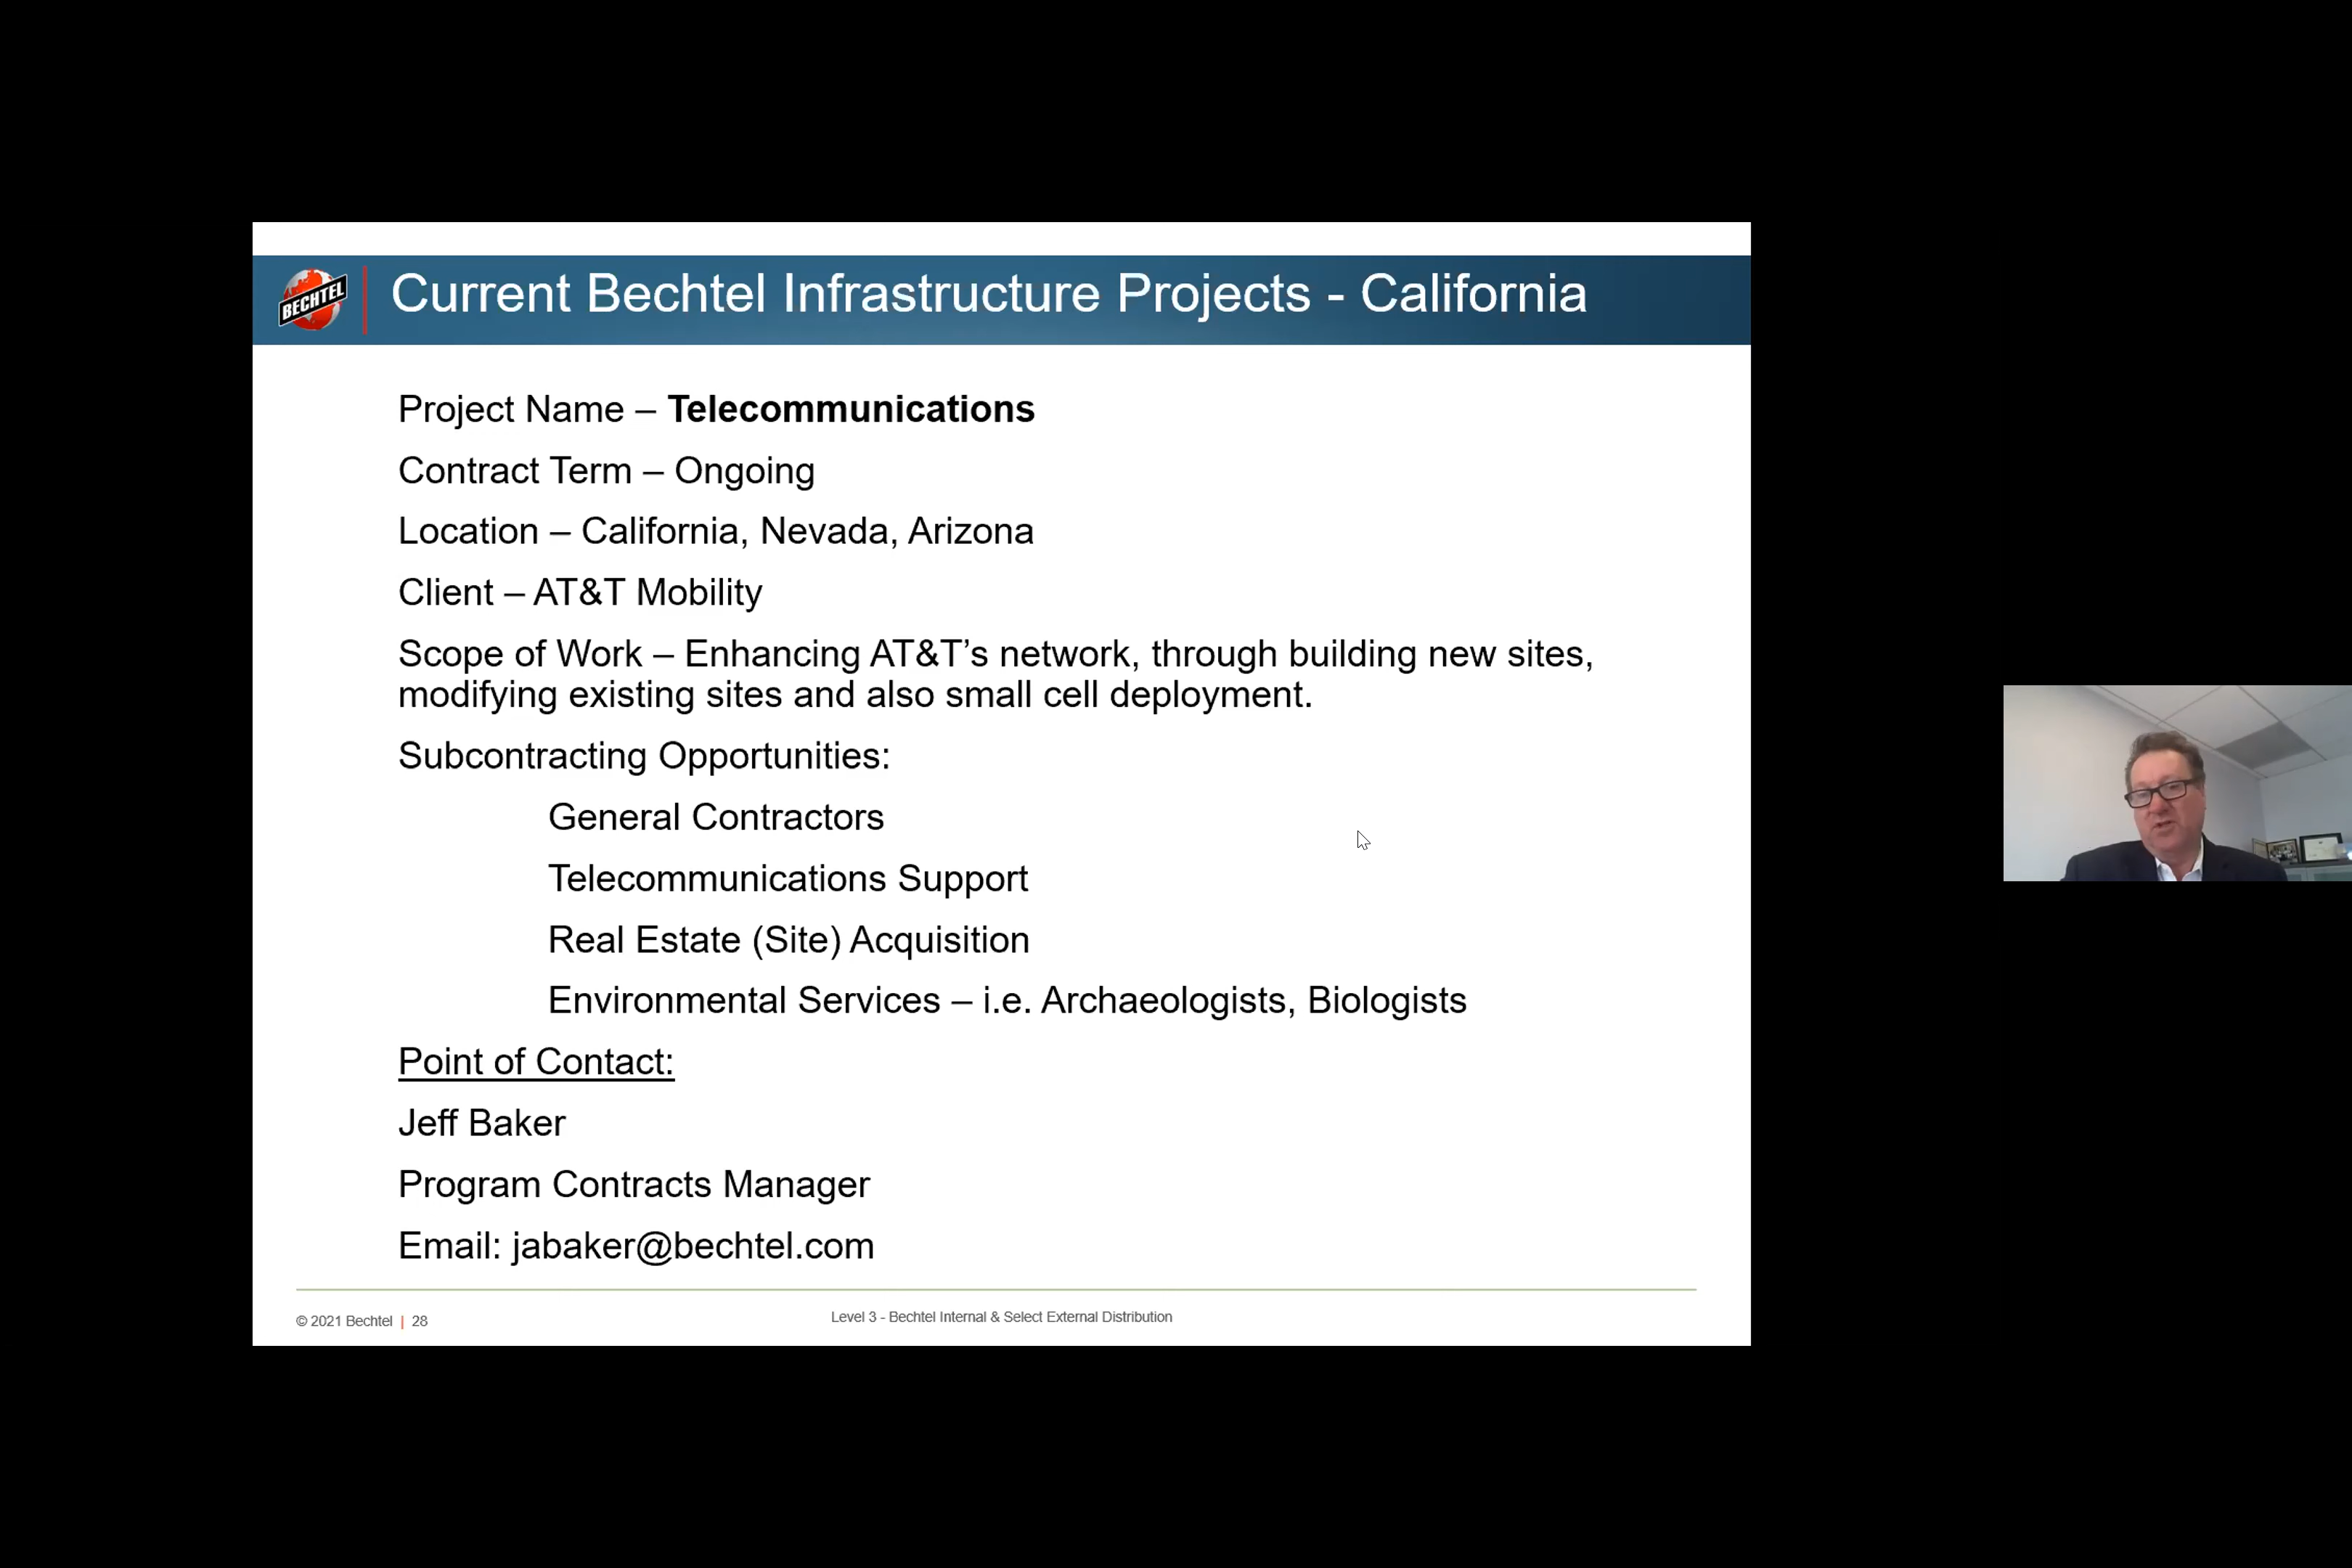 BECHTEL
Current Bechtel Infrastructure Projects - California
Project Name – Telecommunications
Contract Term – Ongoing
Location – California, Nevada, Arizona
Client – AT&T Mobility
Scope of Work – Enhancing AT&T’s network, through building new sites,
modifying existing sites and also small cell deployment.
Subcontracting Opportunities:
General Contractors
Telecommunications Support
Real Estate (Site) Acquisition
Environmental Services – i.e. Archaeologists, Biologists
Point of Contact:
Jeff Baker
Program Contracts Manager
Email: jabaker@bechtel.com
© 2021 Bechtel | 28
Level 3 - Bechtel Internal & Select External Distribution